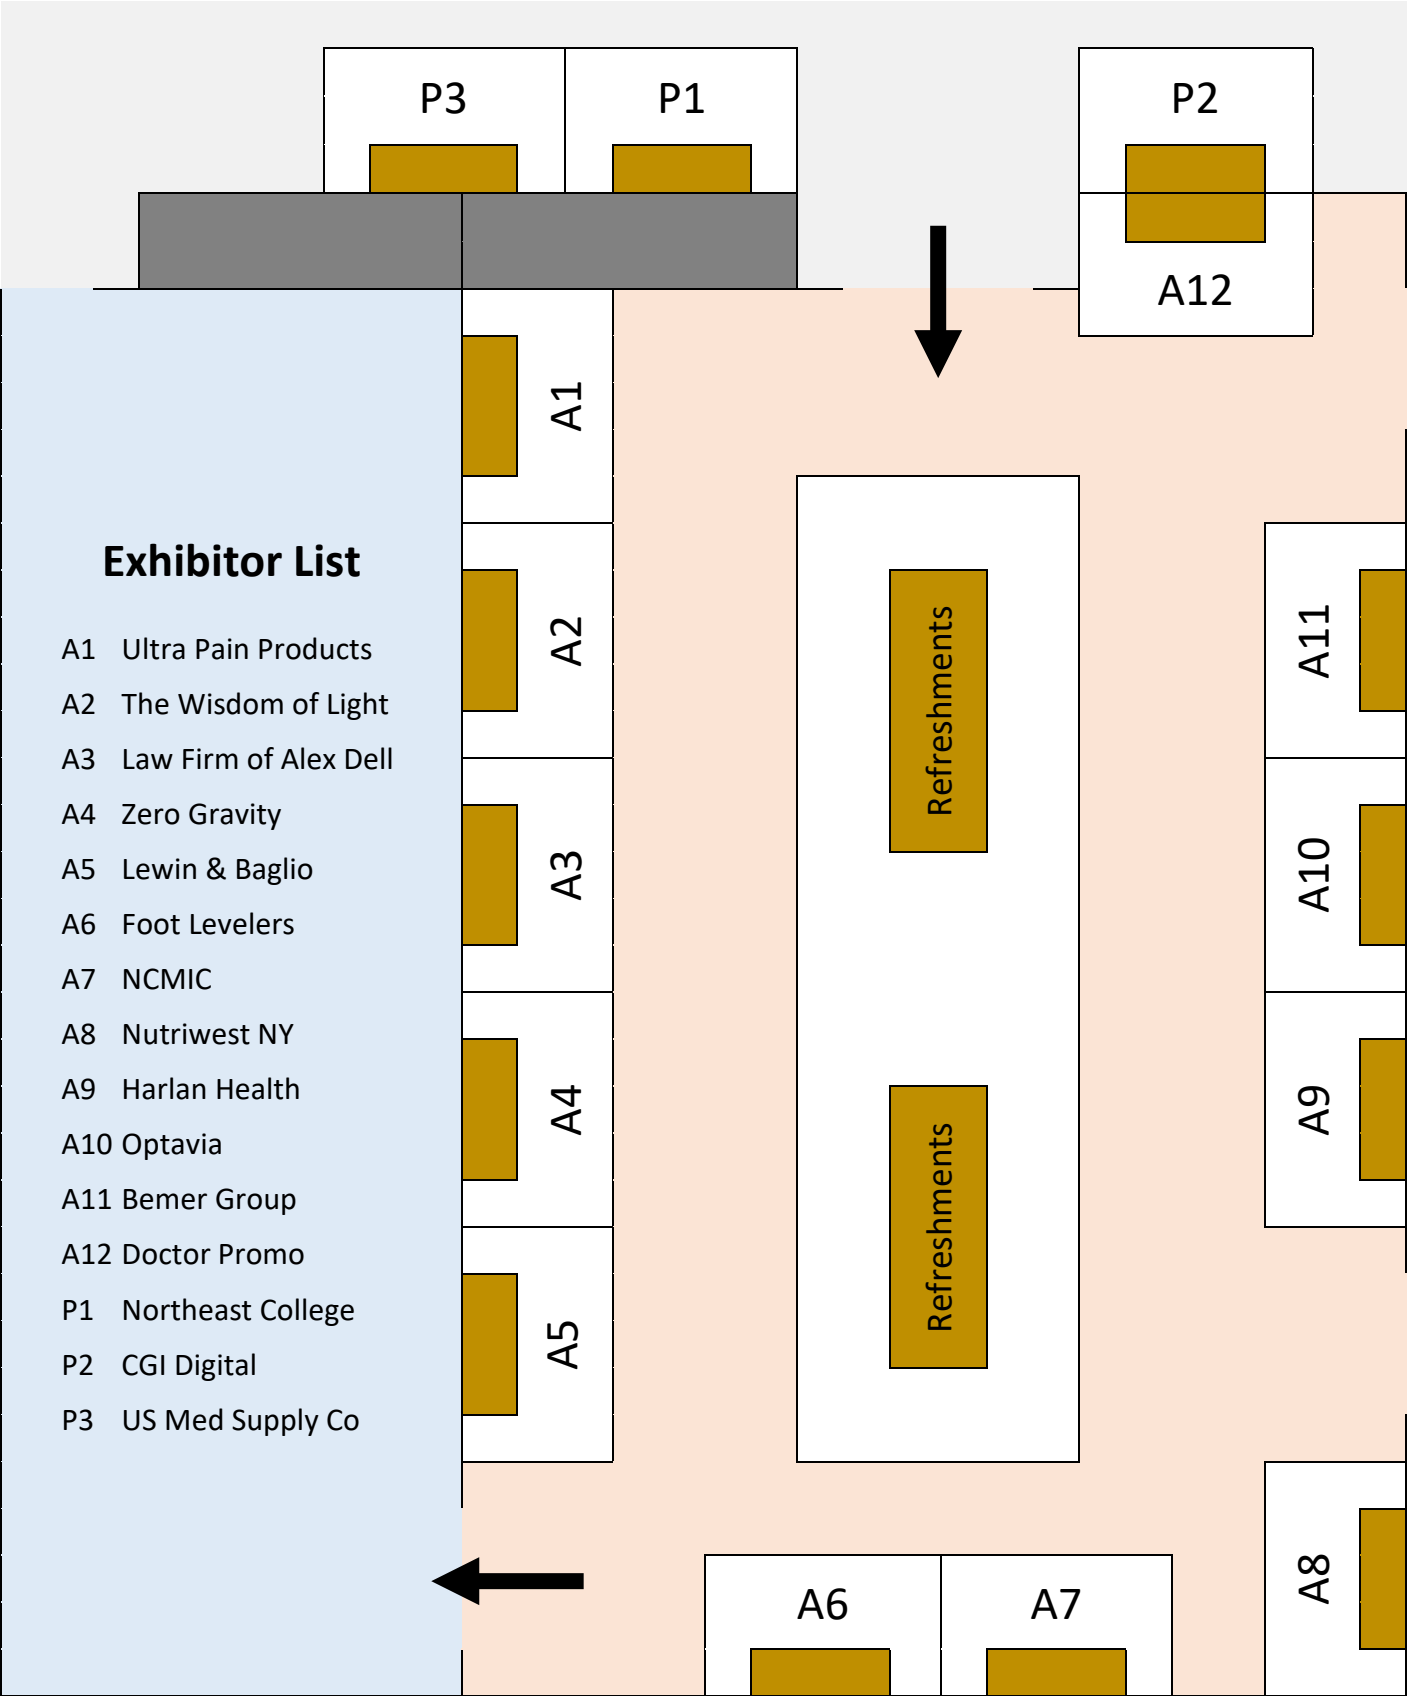 P3
P1
P2
A12
A1
Exhibitor List
A2
A11
Refreshments
A1 Ultra Pain Products
A2 The Wisdom of Light
A3 Law Firm of Alex Dell
A4 Zero Gravity
A5 Lewin & Baglio
A6 Foot Levelers
A7 NCMIC
A8 Nutriwest NY
A9 Harlan Health
A10 Optavia
A11 Bemer Group
A12 Doctor Promo
P1 Northeast College
P2 CGI Digital
P3 US Med Supply Co
A3
A10
A4
A9
Refreshments
A5
A8
A6
A7